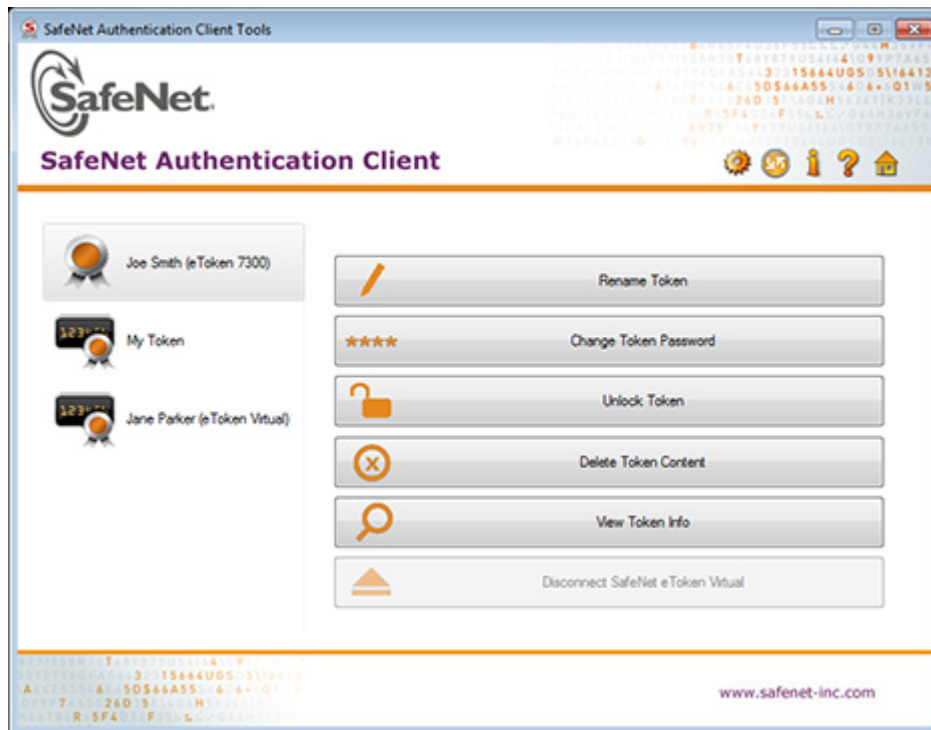 SafeNet Authentication Client Tools
SafeNet.
SafeNet Authentication Client
Joe Smith (eToken 7300)
My Token
Jane Parker (eToken Virtual)
Rename Token
****
Change Token Password
Unlock Token
Delete Token Content
View Token Info
Disconnect SafeNet eToken Virtual
www.safenet-inc.com